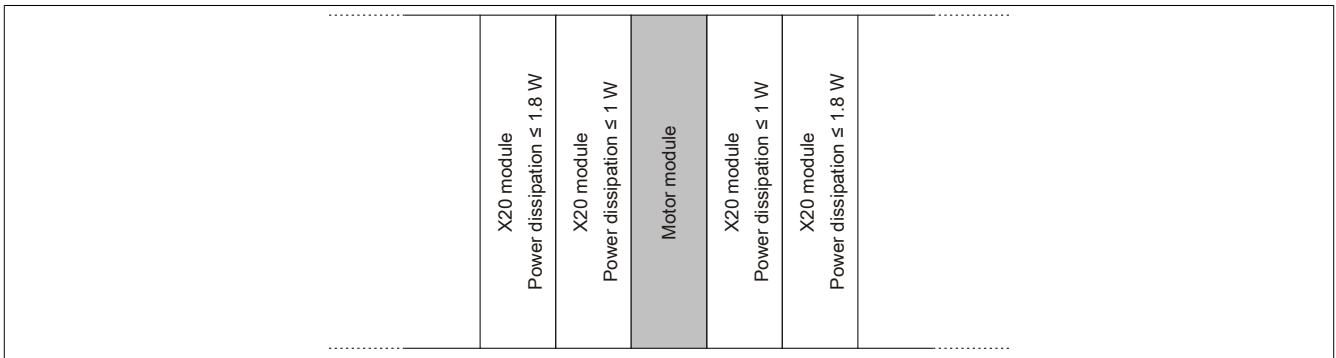 X20 module
Power dissipation ≤ 1.8 W
X20 module
Power dissipation ≤ 1 W
Motor module
X20 module
Power dissipation ≤ 1 W
X20 module
Power dissipation ≤ 1.8 W